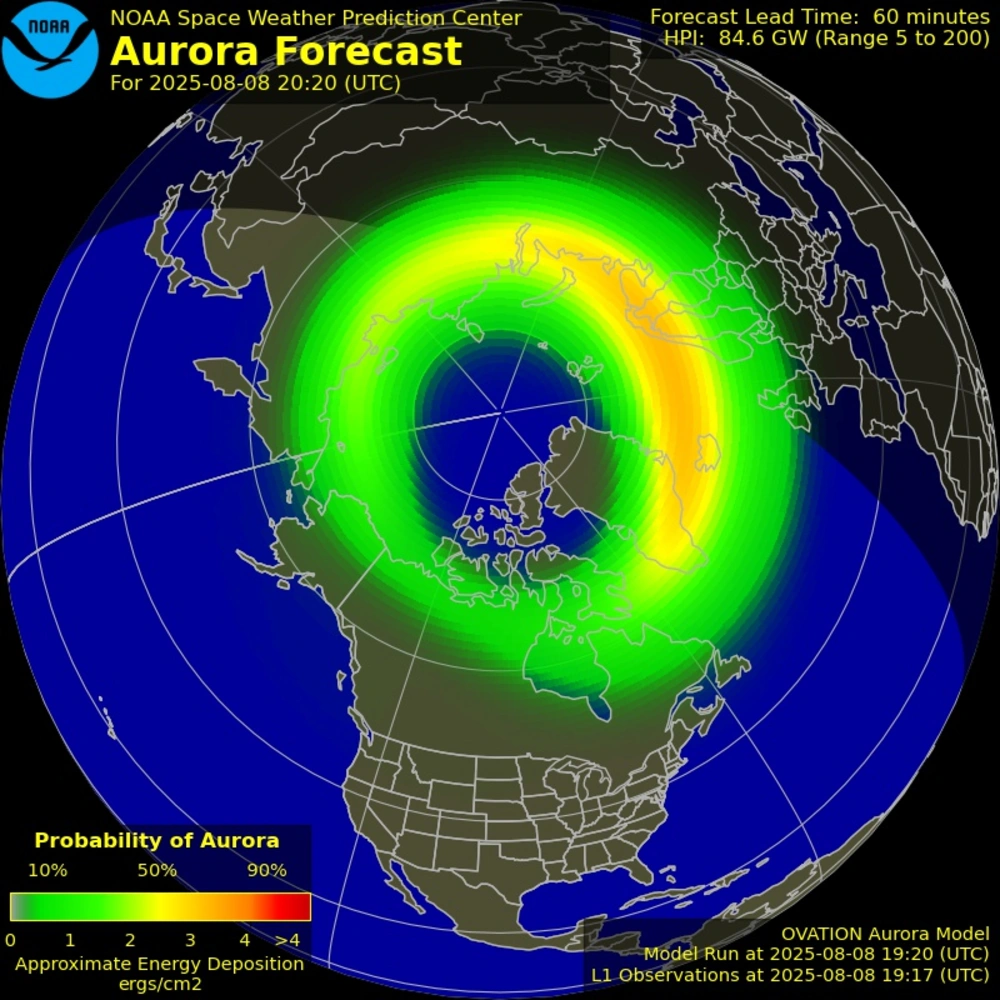 NOAA
NOAA Space Weather Prediction Center
Aurora Forecast
For 2025-08-08 20:20 (UTC)
Forecast Lead Time: 60 minutes
HPI: 84.6 GW (Range 5 to 200)
Probability of Aurora
10% 50% 90%
0 1 2 3 4 >4
Approximate Energy Deposition
ergs/cm2
OVATION Aurora Model
Model Run at 2025-08-08 19:20 (UTC)
L1 Observations at 2025-08-08 19:17 (UTC)